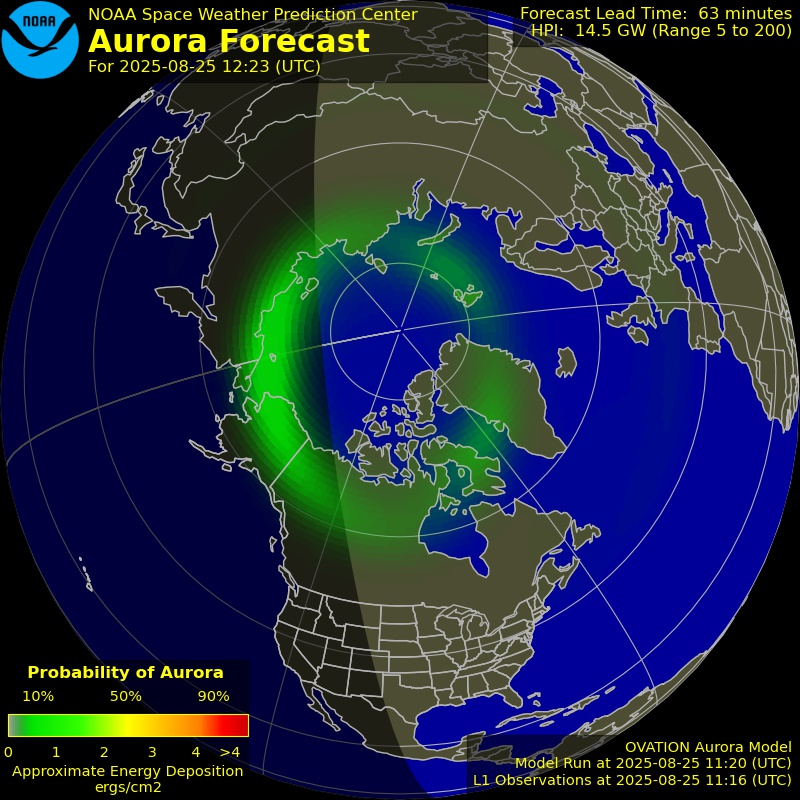 NOAA
NOAA Space Weather Prediction Center
Aurora Forecast
For 2025-08-25 12:23 (UTC)
Forecast Lead Time: 63 minutes
HPI: 14.5 GW (Range 5 to 200)
Probability of Aurora
10% 50% 90%
0 1 2 3 4 >4
Approximate Energy Deposition
ergs/cm2
OVATION Aurora Model
Model Run at 2025-08-25 11:20 (UTC)
L1 Observations at 2025-08-25 11:16 (UTC)